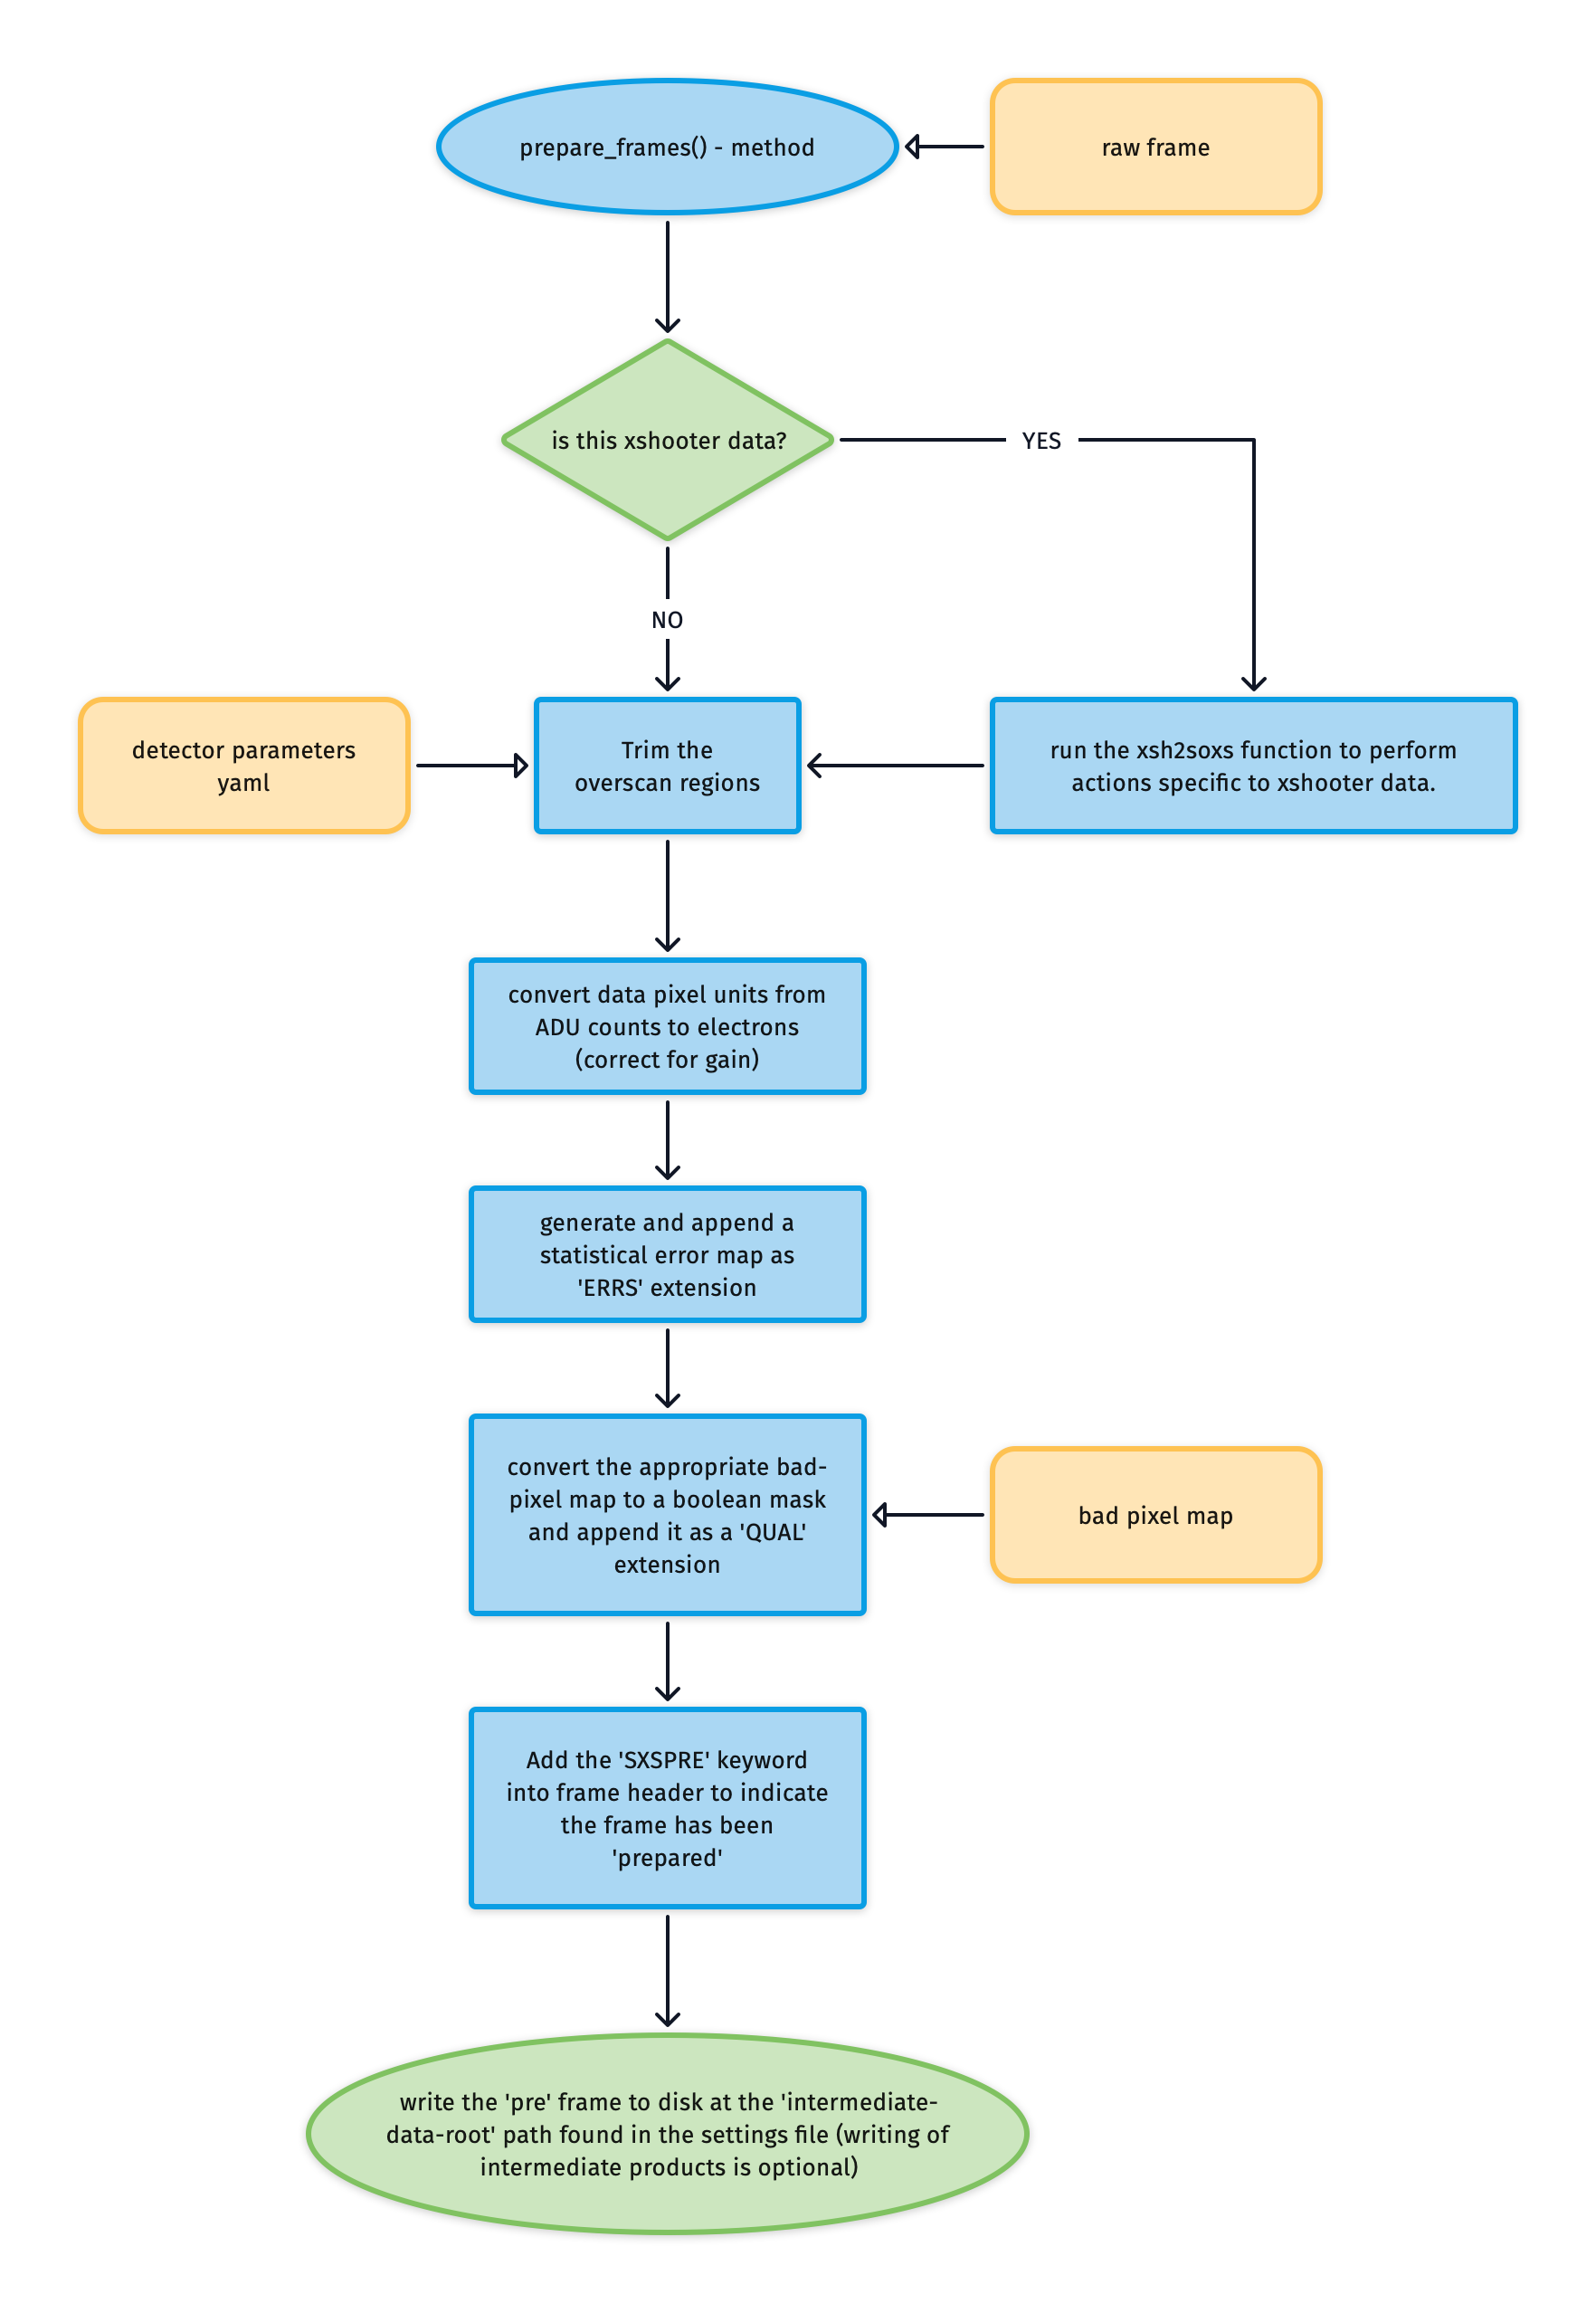 prepare_frames() - method
raw frame
is this xshooter data?
YES
NO
detector parameters
yaml
Trim the
overscan regions
run the xsh2soxs function to perform
actions specific to xshooter data.
convert data pixel units from
ADU counts to electrons
(correct for gain)
generate and append a
statistical error map as
'ERRS' extension
convert the appropriate bad-
pixel map to a boolean mask
and append it as a 'QUAL'
extension
bad pixel map
Add the 'SXSPRE' keyword
into frame header to indicate
the frame has been
'prepared'
write the 'pre' frame to disk at the 'intermediate-
data-root' path found in the settings file (writing of
intermediate products is optional)